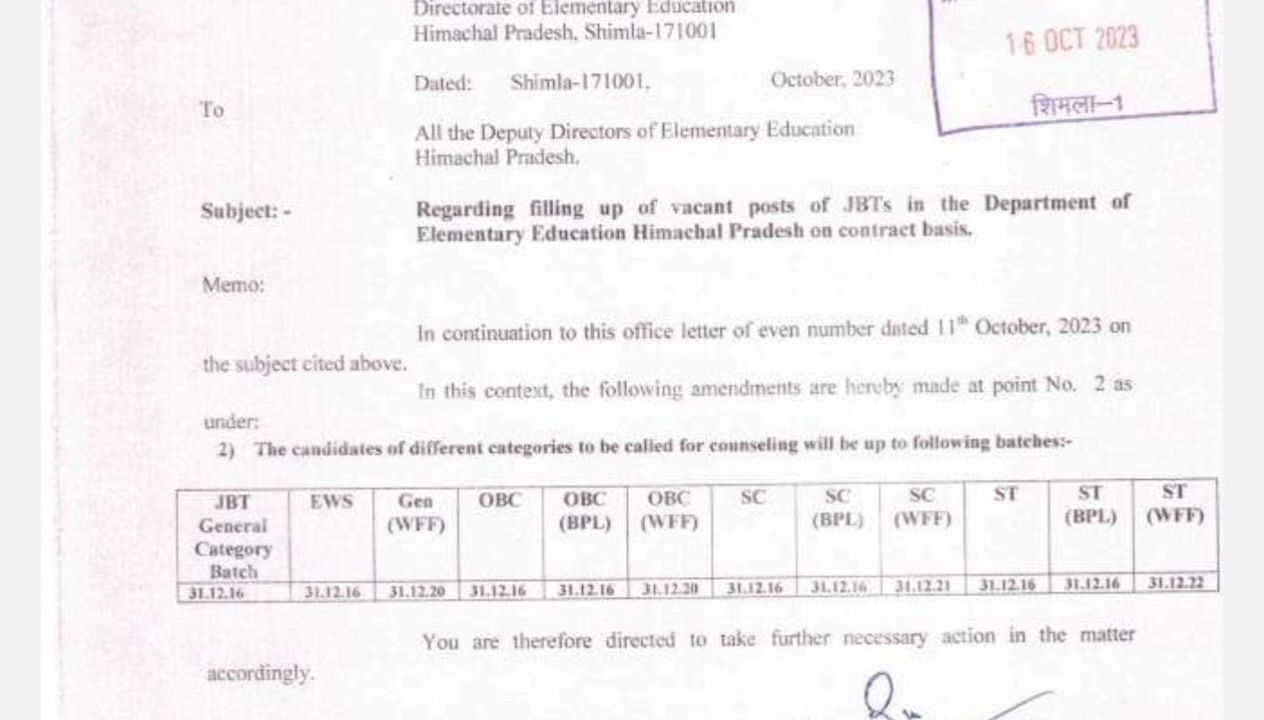 Directorate of Elementary Education
Himachal Pradesh, Shimla-171001
16 OCT 2023
Dated: Shimla-171001, October, 2023
शिमला-1
To
All the Deputy Directors of Elementary Education
Himachal Pradesh.
Subject: - Regarding filling up of vacant posts of JBTs in the Department of
Elementary Education Himachal Pradesh on contract basis.
Memo:
In continuation to this office letter of even number dated 11th October, 2023 on
the subject cited above.
In this context, the following amendments are hereby made at point No. 2 as
under:
2) The candidates of different categories to be called for counseling will be up to following batches:-
JBT EWS Gen OBC OBC OBC SC SC SC ST ST ST
General (WFF) (BPL) (WFF) (BPL) (WFF) (BPL) (WFF)
Category
Batch
31.12.16 31.12.16 31.12.20 31.12.16 31.12.16 31.12.20 31.12.16 31.12.16 31.12.21 31.12.16 31.12.16 31.12.22
You are therefore directed to take further necessary action in the matter
accordingly.